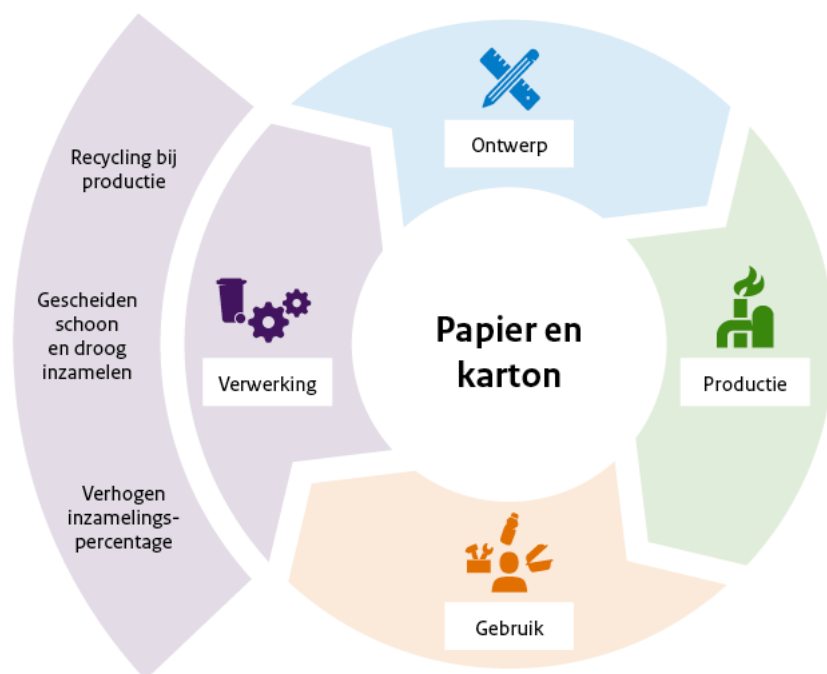 Ontwerp
Recycling bij
productie
Gescheiden
schoon
en droog
inzamelen
Verhogen
inzamelings-
percentage
Verwerking
Papier en
karton
Productie
Gebruik